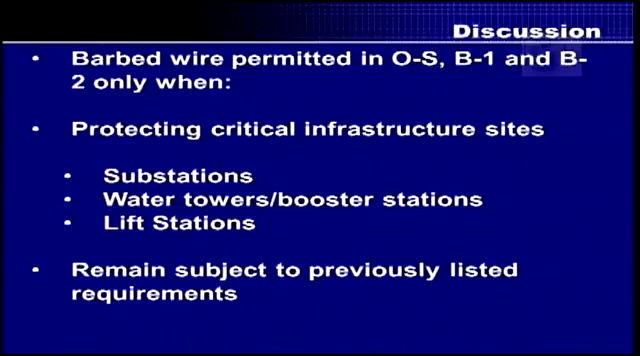 Discussion
• Barbed wire permitted in O-S, B-1 and B-
2 only when:
• Protecting critical infrastructure sites
• Substations
• Water towers/booster stations
• Lift Stations
• Remain subject to previously listed
requirements